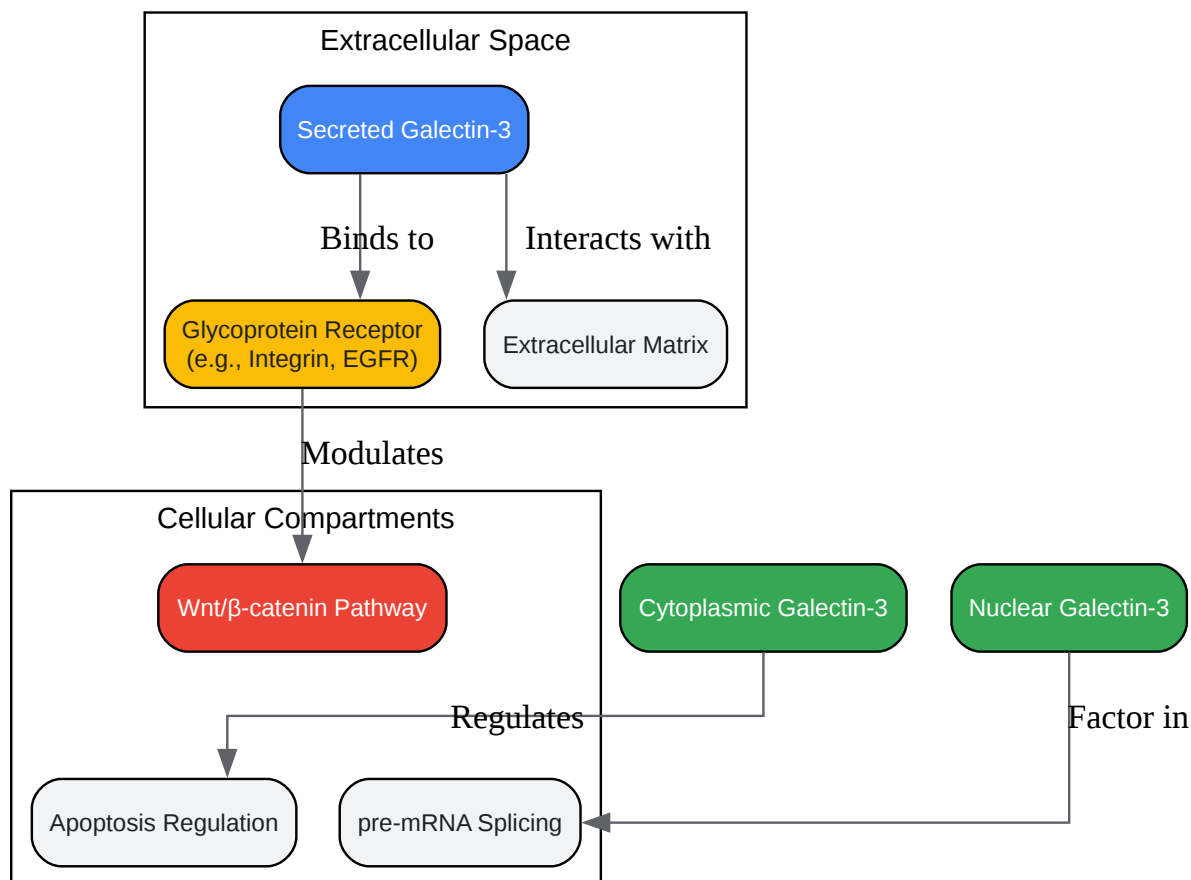 Extracellular Space
Secreted Galectin-3
Binds to
Interacts with
Glycoprotein Receptor
(e.g., Integrin, EGFR)
Extracellular Matrix
Modulates
Cellular Compartments
Wnt/β-catenin Pathway
Cytoplasmic Galectin-3
Nuclear Galectin-3
Regulates
Factor in
Apoptosis Regulation
pre-mRNA Splicing